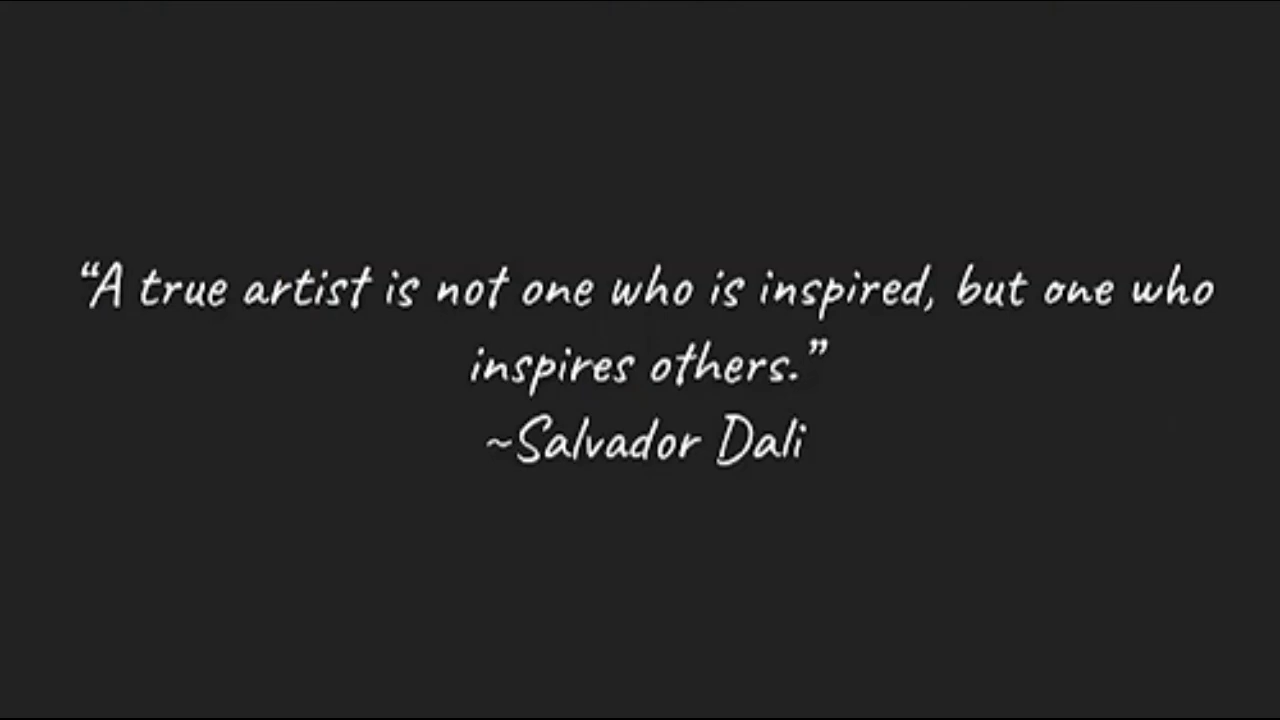 “A true artist is not one who is inspired, but one who
inspires others.”
~Salvador Dali